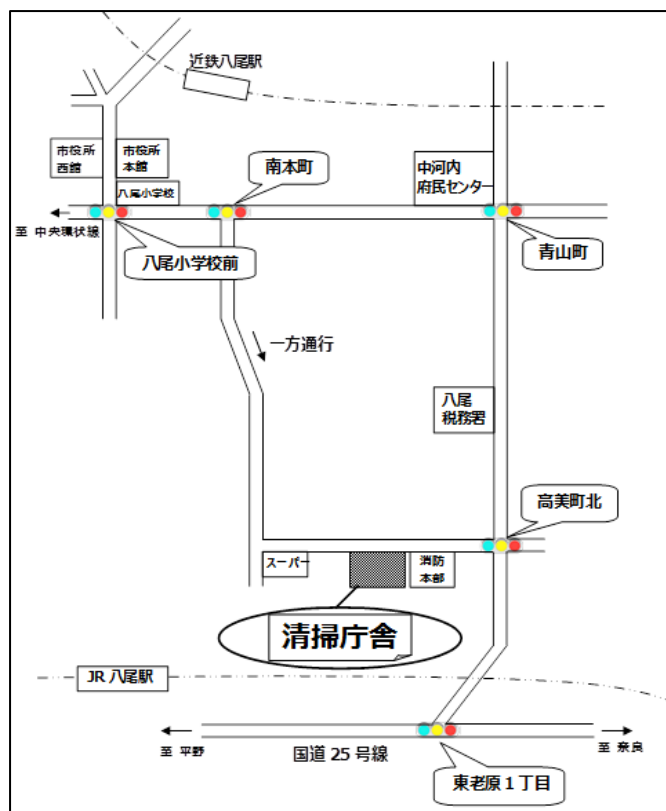 近鉄八尾駅
市役所
西館
市役所
本館
八尾小学校
南本町
中河内
府民センター
至 中央環状線
八尾小学校前
青山町
一方通行
八尾
税務署
高美町北
スーパー
消防
本部
清掃庁舎
JR 八尾駅
至 平野
国道 25 号線
至 奈良
東老原１丁目